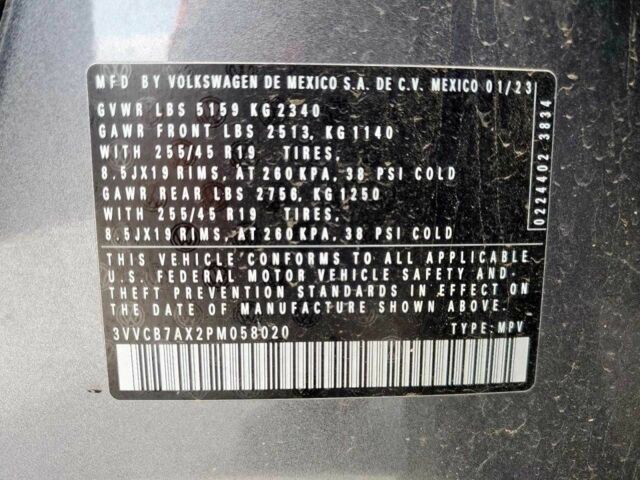 MFD BY VOLKSWAGEN DE MEXICO S.A. DE C.V. MEXICO 01/23
GVWR LBS 5159 KG 2340
GAWR FRONT LBS 2513, KG 1140
WITH 255/45 R19 TIRES,
8,5JX19 RIMS, AT 260 KPA, 38 PSI COLD
GAWR REAR LBS 2756, KG 1250
WITH 255/45 R19 TIRES,
8,5JX19 RIMS, AT 260 KPA, 38 PSI COLD
THIS VEHICLE CONFORMS TO ALL APPLICABLE
U.S. FEDERAL MOTOR VEHICLE SAFETY AND
THEFT PREVENTION STANDARDS IN EFFECT ON
THE DATE OF MANUFACTURE SHOWN ABOVE.
3VVCB7AX2PM058020 TYPE: MPV
0224402 3834